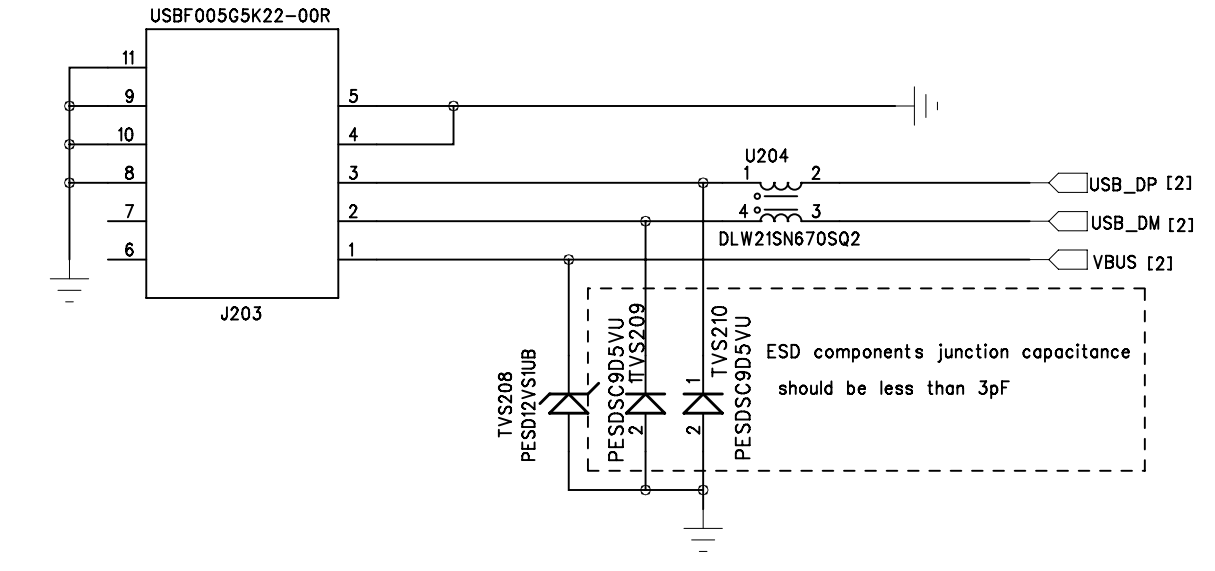 USBF005G5K22-00R
11
9
10
8
7
6
5
4
3
2
1
J203
U204
1
2
4
3
DLW21SN670SQ2
USB_DP [2]
USB_DM [2]
VBUS [2]
TVS208
PESD12VS1UB
PESDSC9D5VU
TVS209
1
2
TVS210
PESDSC9D5VU
1
2
ESD components junction capacitance
should be less than 3pF